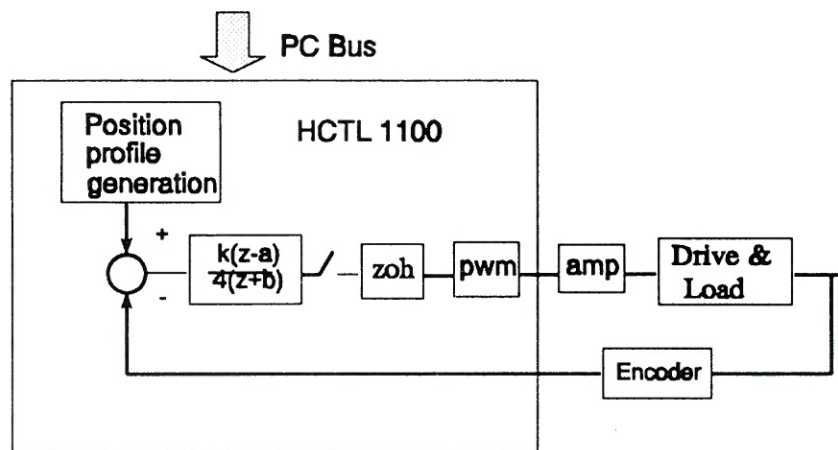 PC Bus
Position
profile
generation
HCTL 1100
+
-
k(z-a)
4(z+b)
zoh
pwm
amp
Drive &
Load
Encoder